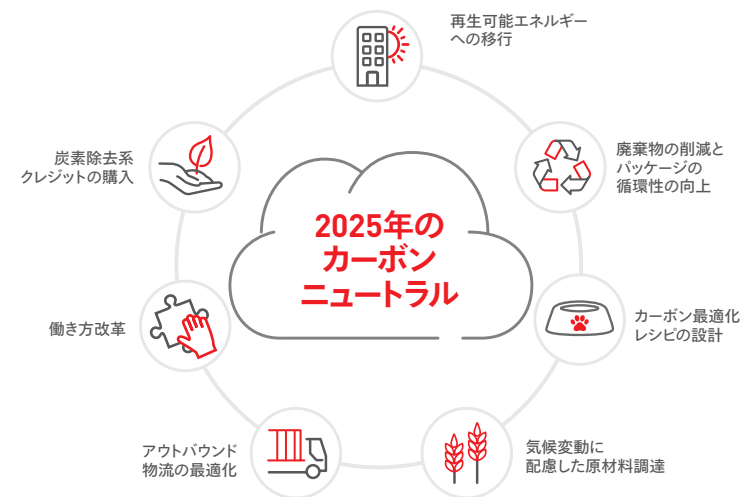 再生可能エネルギー
への移行
廃棄物の削減と
パッケージの
循環性の向上
カーボン最適化
レシピの設計
気候変動に
配慮した原材料調達
アウトバウンド
物流の最適化
働き方改革
炭素除去系
クレジットの購入
2025年の
カーボン
ニュートラル